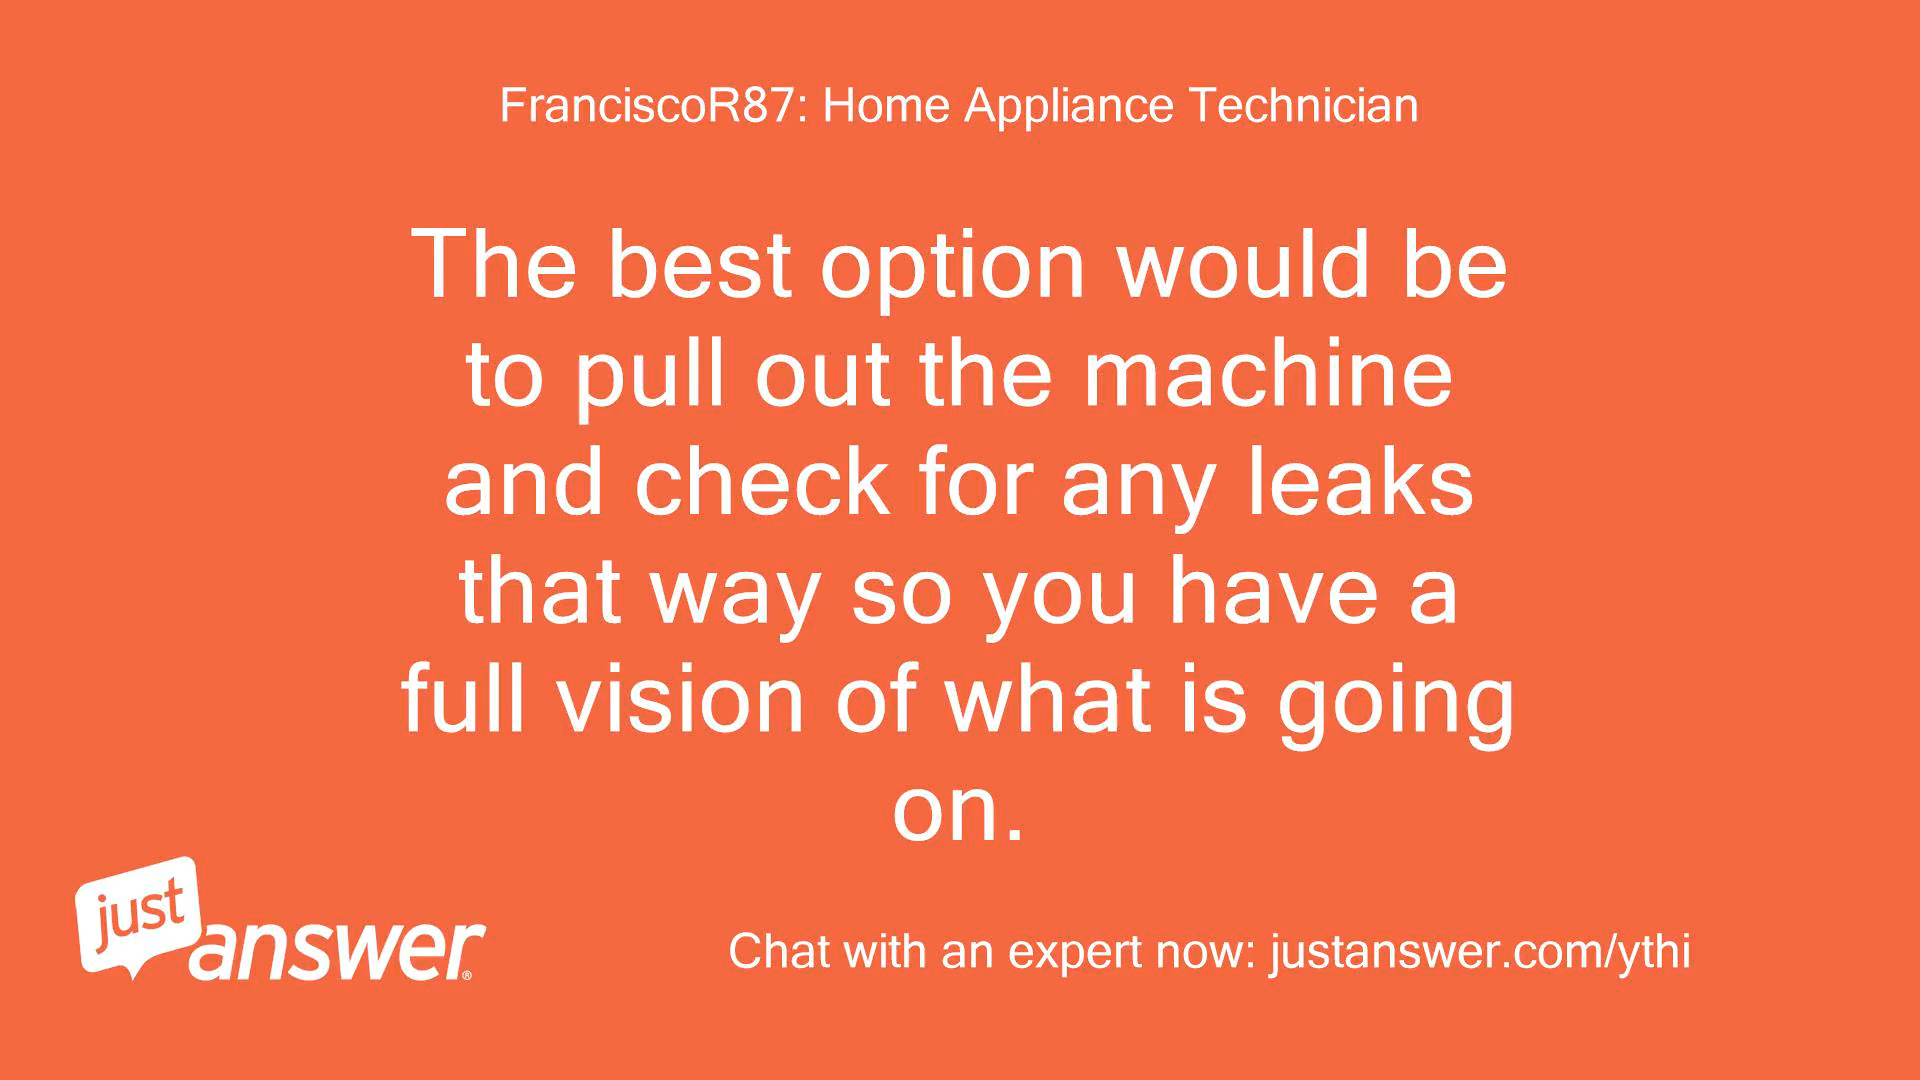 FranciscoR87: Home Appliance Technician
The best option would be
to pull out the machine
and check for any leaks
that way so you have a
full vision of what is going
on.
just
answer®
Chat with an expert now: justanswer.com/ythi